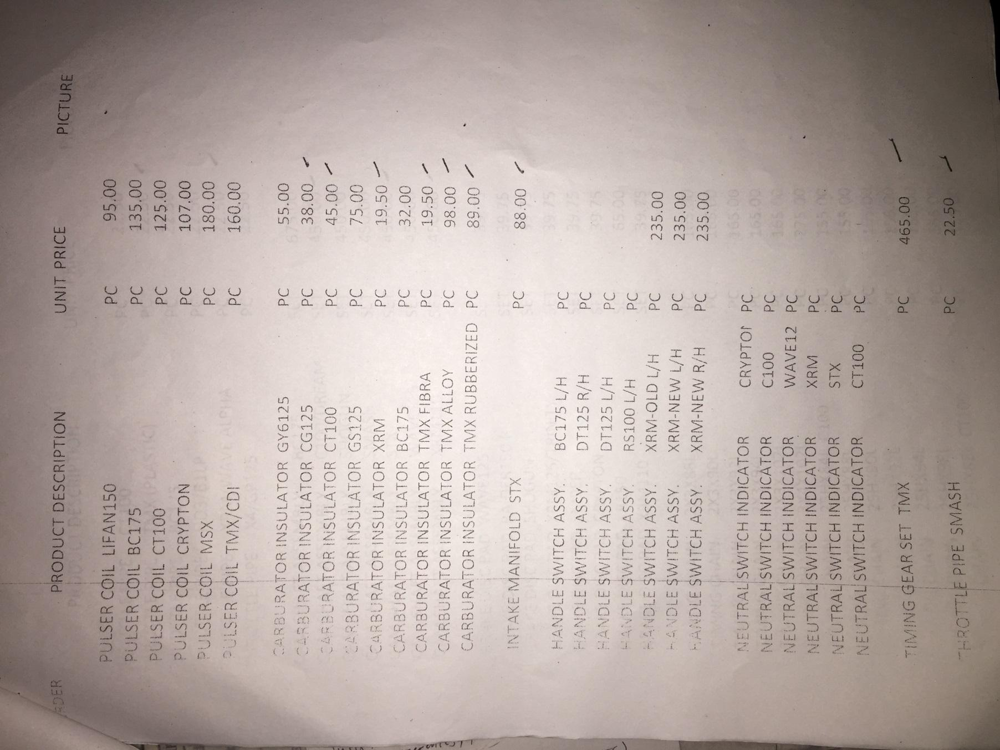 ORDER PRODUCT DESCRIPTION UNIT PRICE PICTURE
PULSER COIL LIFAN150 PC 95.00
PULSER COIL BC175 PC 135.00
PULSER COIL CT100 PC 125.00
PULSER COIL CRYPTON PC 107.00
PULSER COIL MSX PC 180.00
PULSER COIL TMX/CDI PC 160.00
CARBURATOR INSULATOR GY6125 PC 55.00
CARBURATOR INSULATOR CG125 PC 38.00
CARBURATOR INSULATOR CT100 PC 45.00
CARBURATOR INSULATOR GS125 PC 75.00
CARBURATOR INSULATOR XRM PC 19.50
CARBURATOR INSULATOR BC175 PC 32.00
CARBURATOR INSULATOR TMX FIBRA PC 19.50
CARBURATOR INSULATOR TMX ALLOY PC 98.00
CARBURATOR INSULATOR TMX RUBBERIZED PC 89.00
INTAKE MANIFOLD STX PC 88.00
HANDLE SWITCH ASSY. BC175 L/H PC
HANDLE SWITCH ASSY. DT125 R/H PC
HANDLE SWITCH ASSY. DT125 L/H PC
HANDLE SWITCH ASSY. RS100 L/H PC
HANDLE SWITCH ASSY. XRM-OLD L/H PC 235.00
HANDLE SWITCH ASSY. XRM-NEW L/H PC 235.00
HANDLE SWITCH ASSY. XRM-NEW R/H PC 235.00
NEUTRAL SWITCH INDICATOR CRYPTON PC
NEUTRAL SWITCH INDICATOR C100 PC
NEUTRAL SWITCH INDICATOR WAVE12 PC
NEUTRAL SWITCH INDICATOR XRM PC
NEUTRAL SWITCH INDICATOR STX PC
NEUTRAL SWITCH INDICATOR CT100 PC
TIMING GEAR SET TMX PC 465.00
THROTTLE PIPE SMASH PC 22.50